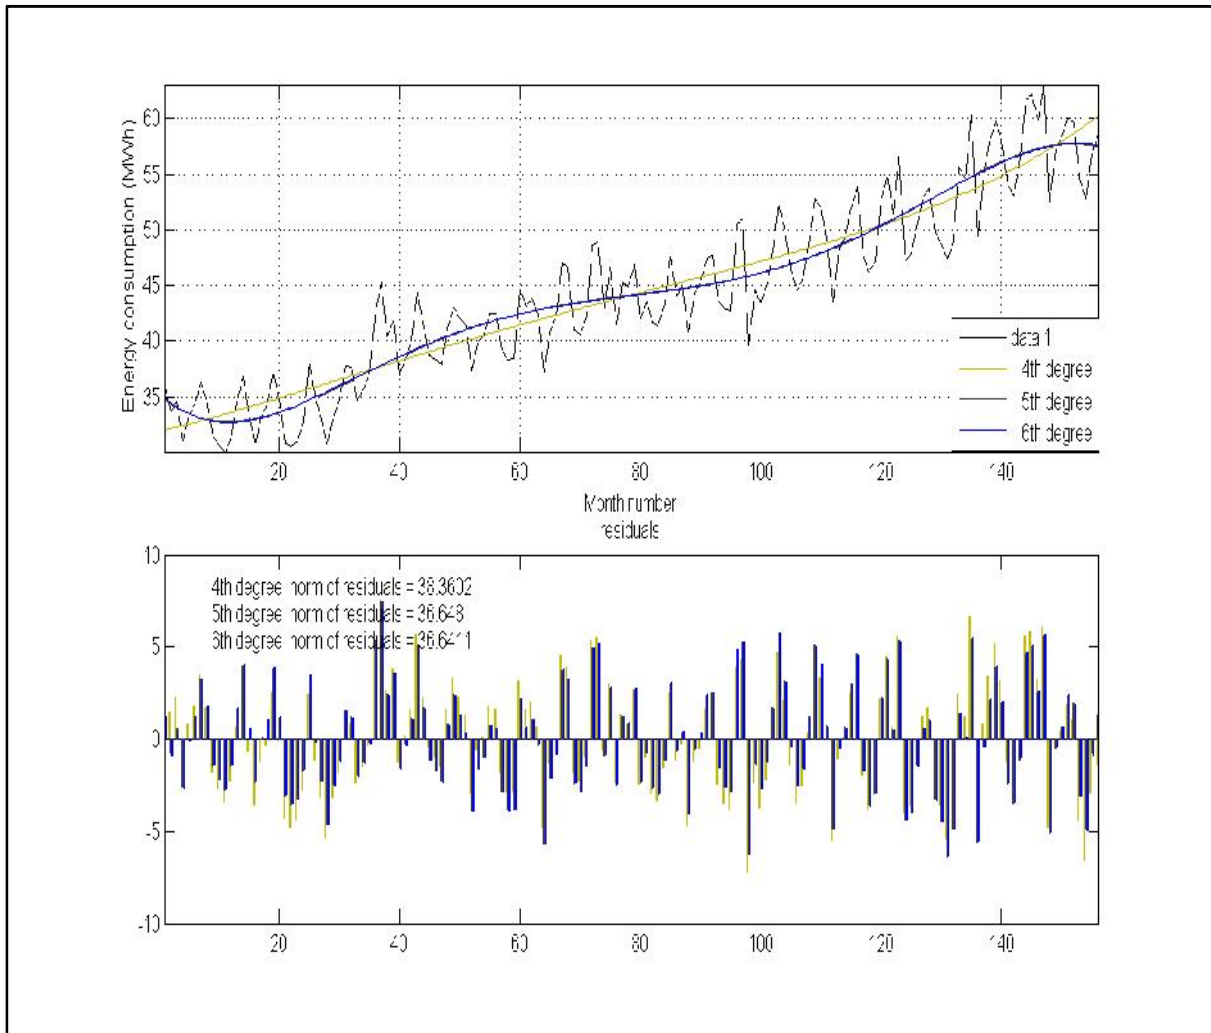 60
55
50
45
40
35
Energy consumption (MWh)
data 1
4th degree
5th degree
6th degree
20
40
60
80
100
120
140
Month number
residuals
10
5
0
-5
-10
4th degree: norm of residuals = 38.3602
5th degree: norm of residuals = 36.648
6th degree: norm of residuals = 36.6411
20
40
60
80
100
120
140